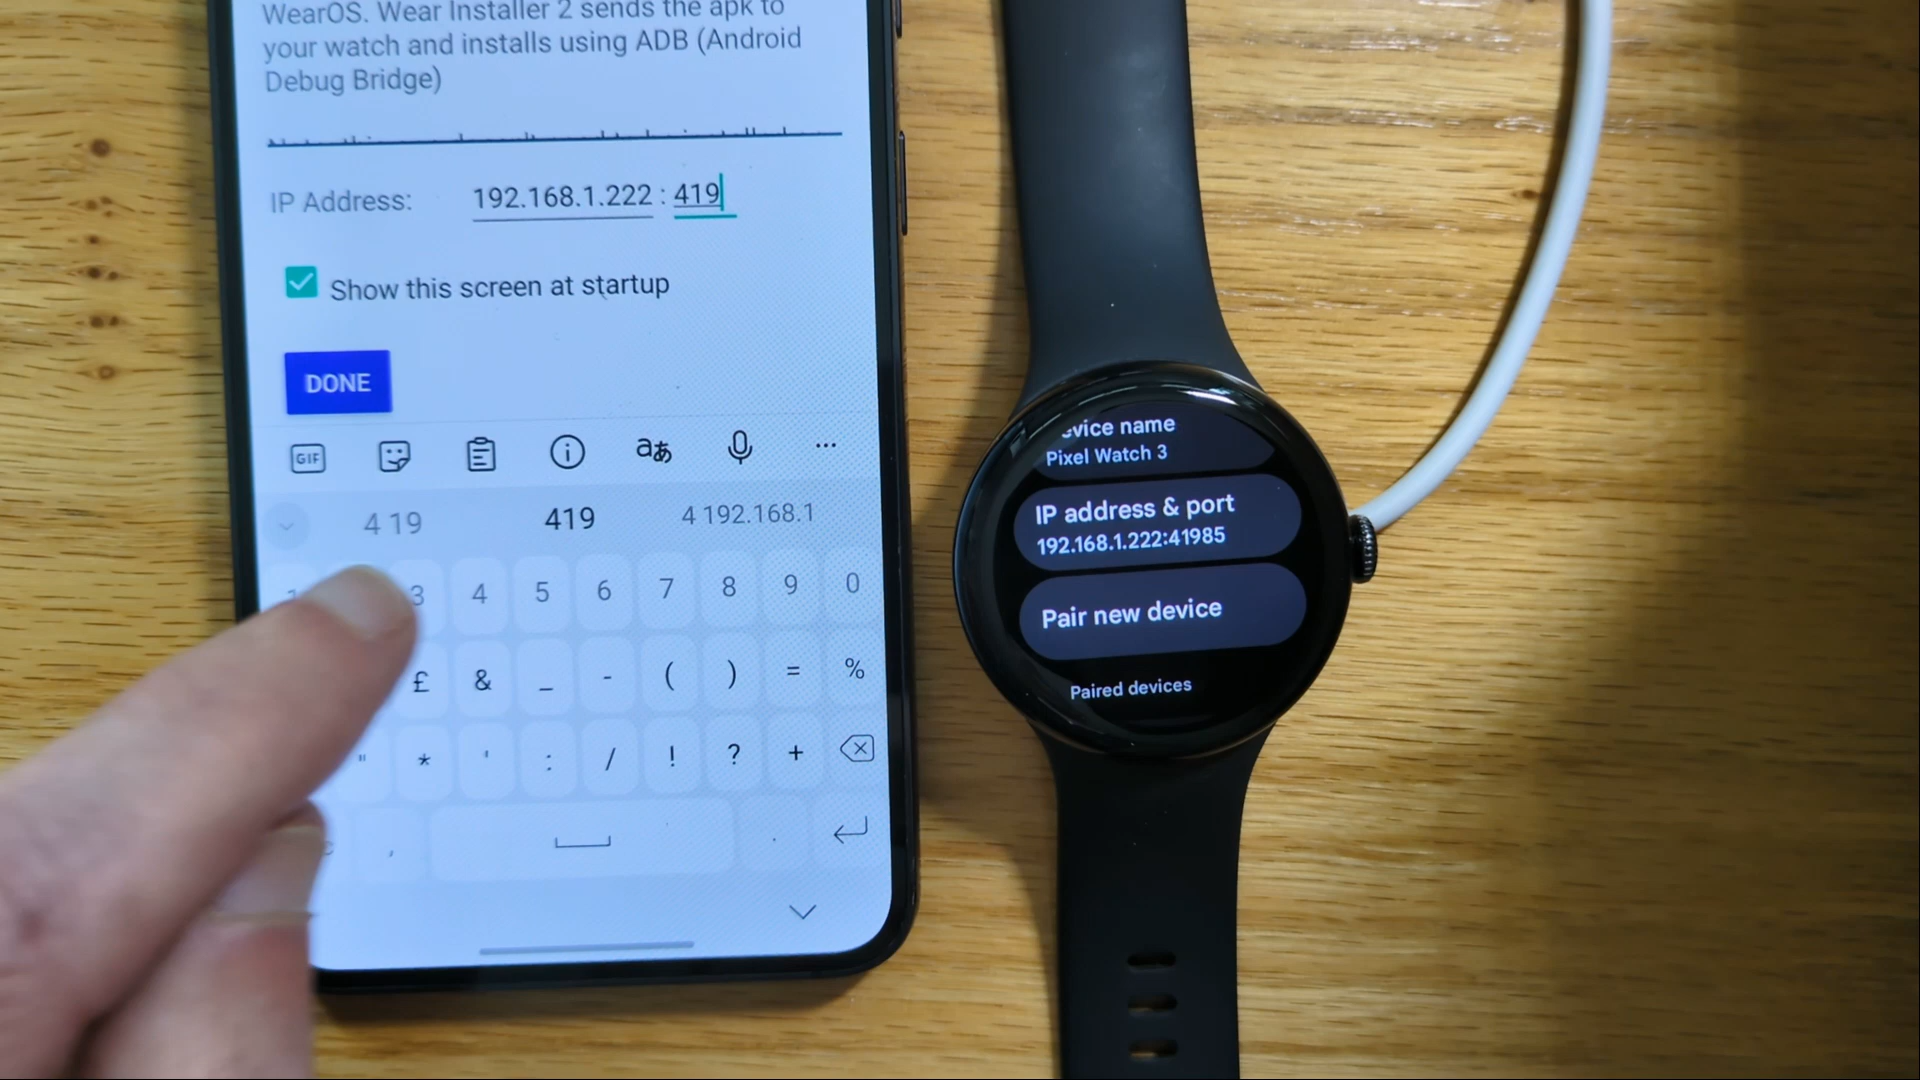 WearOS. Wear Installer 2 sends the apk to
your watch and installs using ADB (Android
Debug Bridge)
IP Address: 192.168.1.222 : 419
Show this screen at startup
DONE
GIF
4 19 419 4 192.168.1
3 4 5 6 7 8 9 0
£ & _ - ( ) = %
" * ' : / ! ? +
, .
Device name
Pixel Watch 3
IP address & port
192.168.1.222:41985
Pair new device
Paired devices